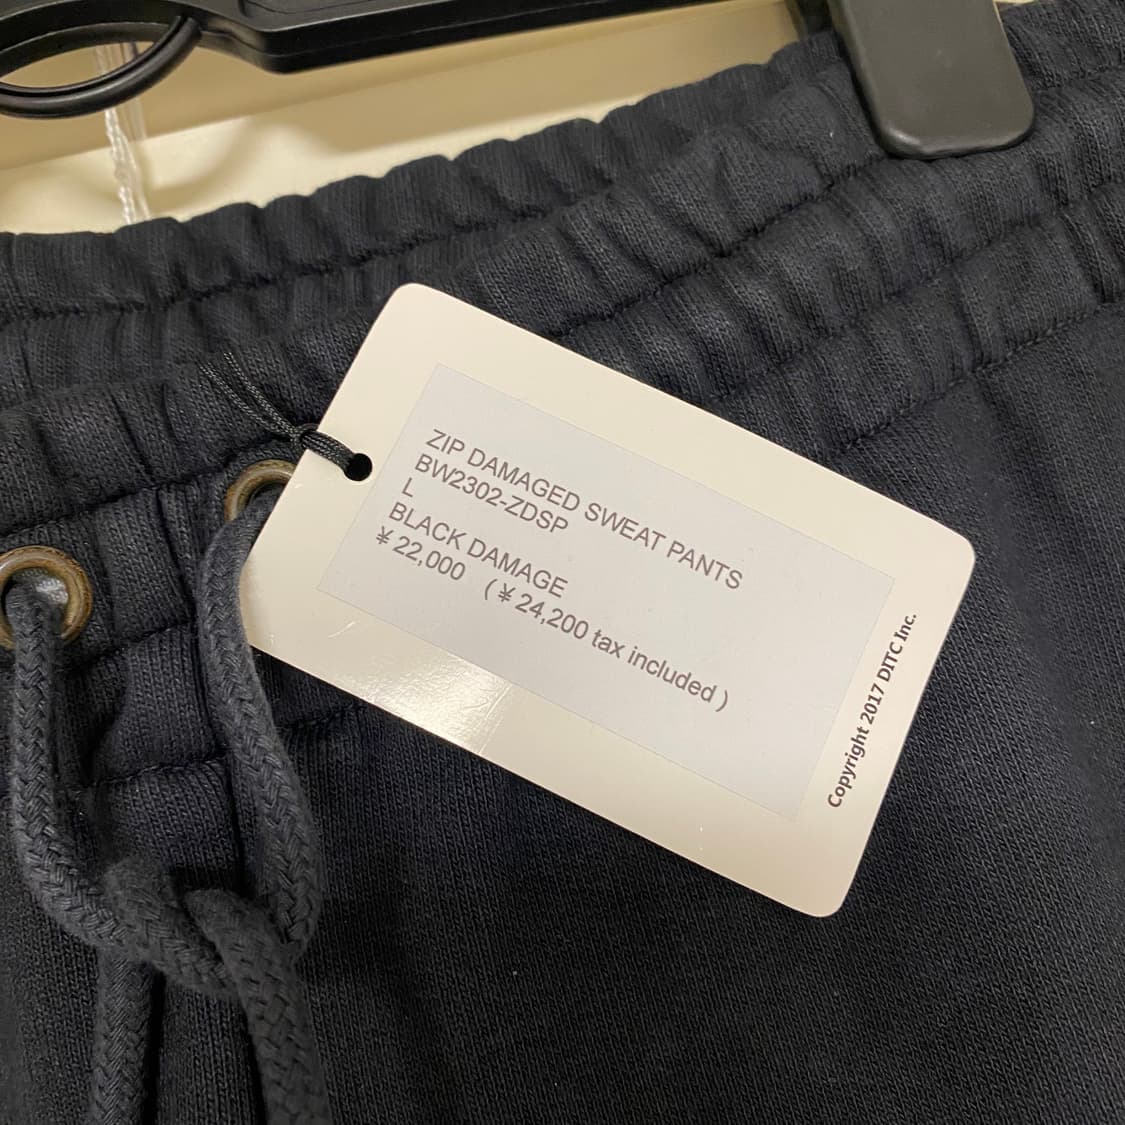 ZIP DAMAGED SWEAT PANTS
BW2302-ZDSP
L
BLACK DAMAGE
¥ 22,000 ( ¥ 24,200 tax included )
Copyright 2017 DITC Inc.